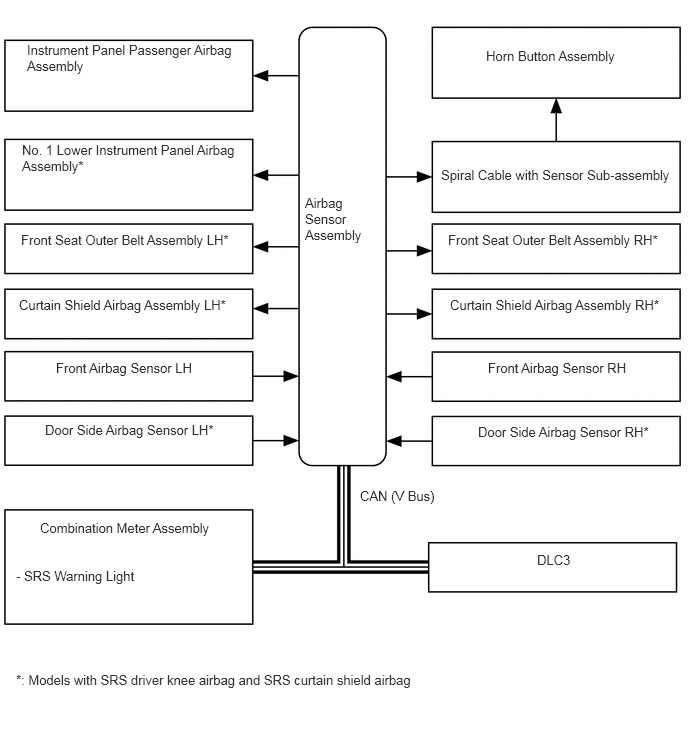 Instrument Panel Passenger Airbag
Assembly
Horn Button Assembly
No. 1 Lower Instrument Panel Airbag
Assembly*
Spiral Cable with Sensor Sub-assembly
Airbag
Sensor
Assembly
Front Seat Outer Belt Assembly LH*
Front Seat Outer Belt Assembly RH*
Curtain Shield Airbag Assembly LH*
Curtain Shield Airbag Assembly RH*
Front Airbag Sensor LH
Front Airbag Sensor RH
Door Side Airbag Sensor LH*
Door Side Airbag Sensor RH*
CAN (V Bus)
Combination Meter Assembly
- SRS Warning Light
DLC3
*: Models with SRS driver knee airbag and SRS curtain shield airbag